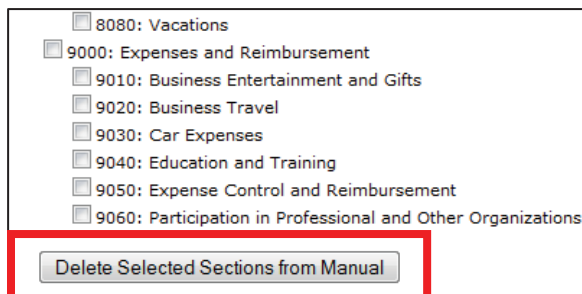 8080: Vacations
9000: Expenses and Reimbursement
9010: Business Entertainment and Gifts
9020: Business Travel
9030: Car Expenses
9040: Education and Training
9050: Expense Control and Reimbursement
9060: Participation in Professional and Other Organizations
Delete Selected Sections from Manual